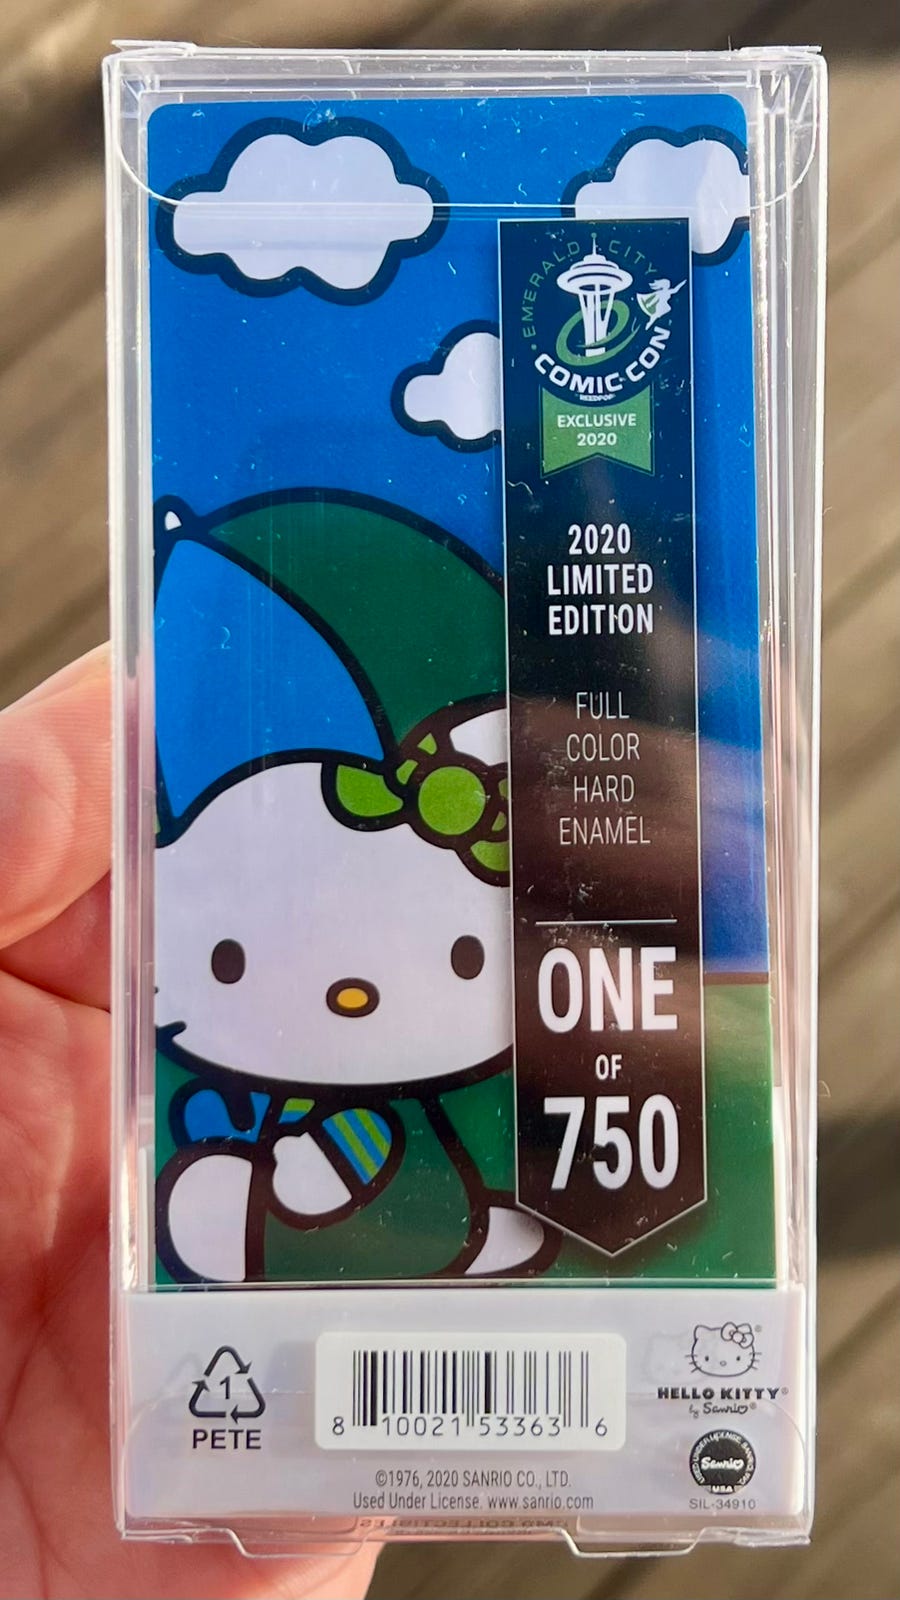 EMERALD CITY
COMIC CON
REEDPOP
EXCLUSIVE
2020
2020
LIMITED
EDITION
FULL
COLOR
HARD
ENAMEL
ONE
OF
750
1
PETE
8 10021 53363 6
©1976, 2020 SANRIO CO., LTD.
Used Under License. www.sanrio.com
HELLO KITTY®
by Sanrio®
Sanrio
USA
SIL-34910